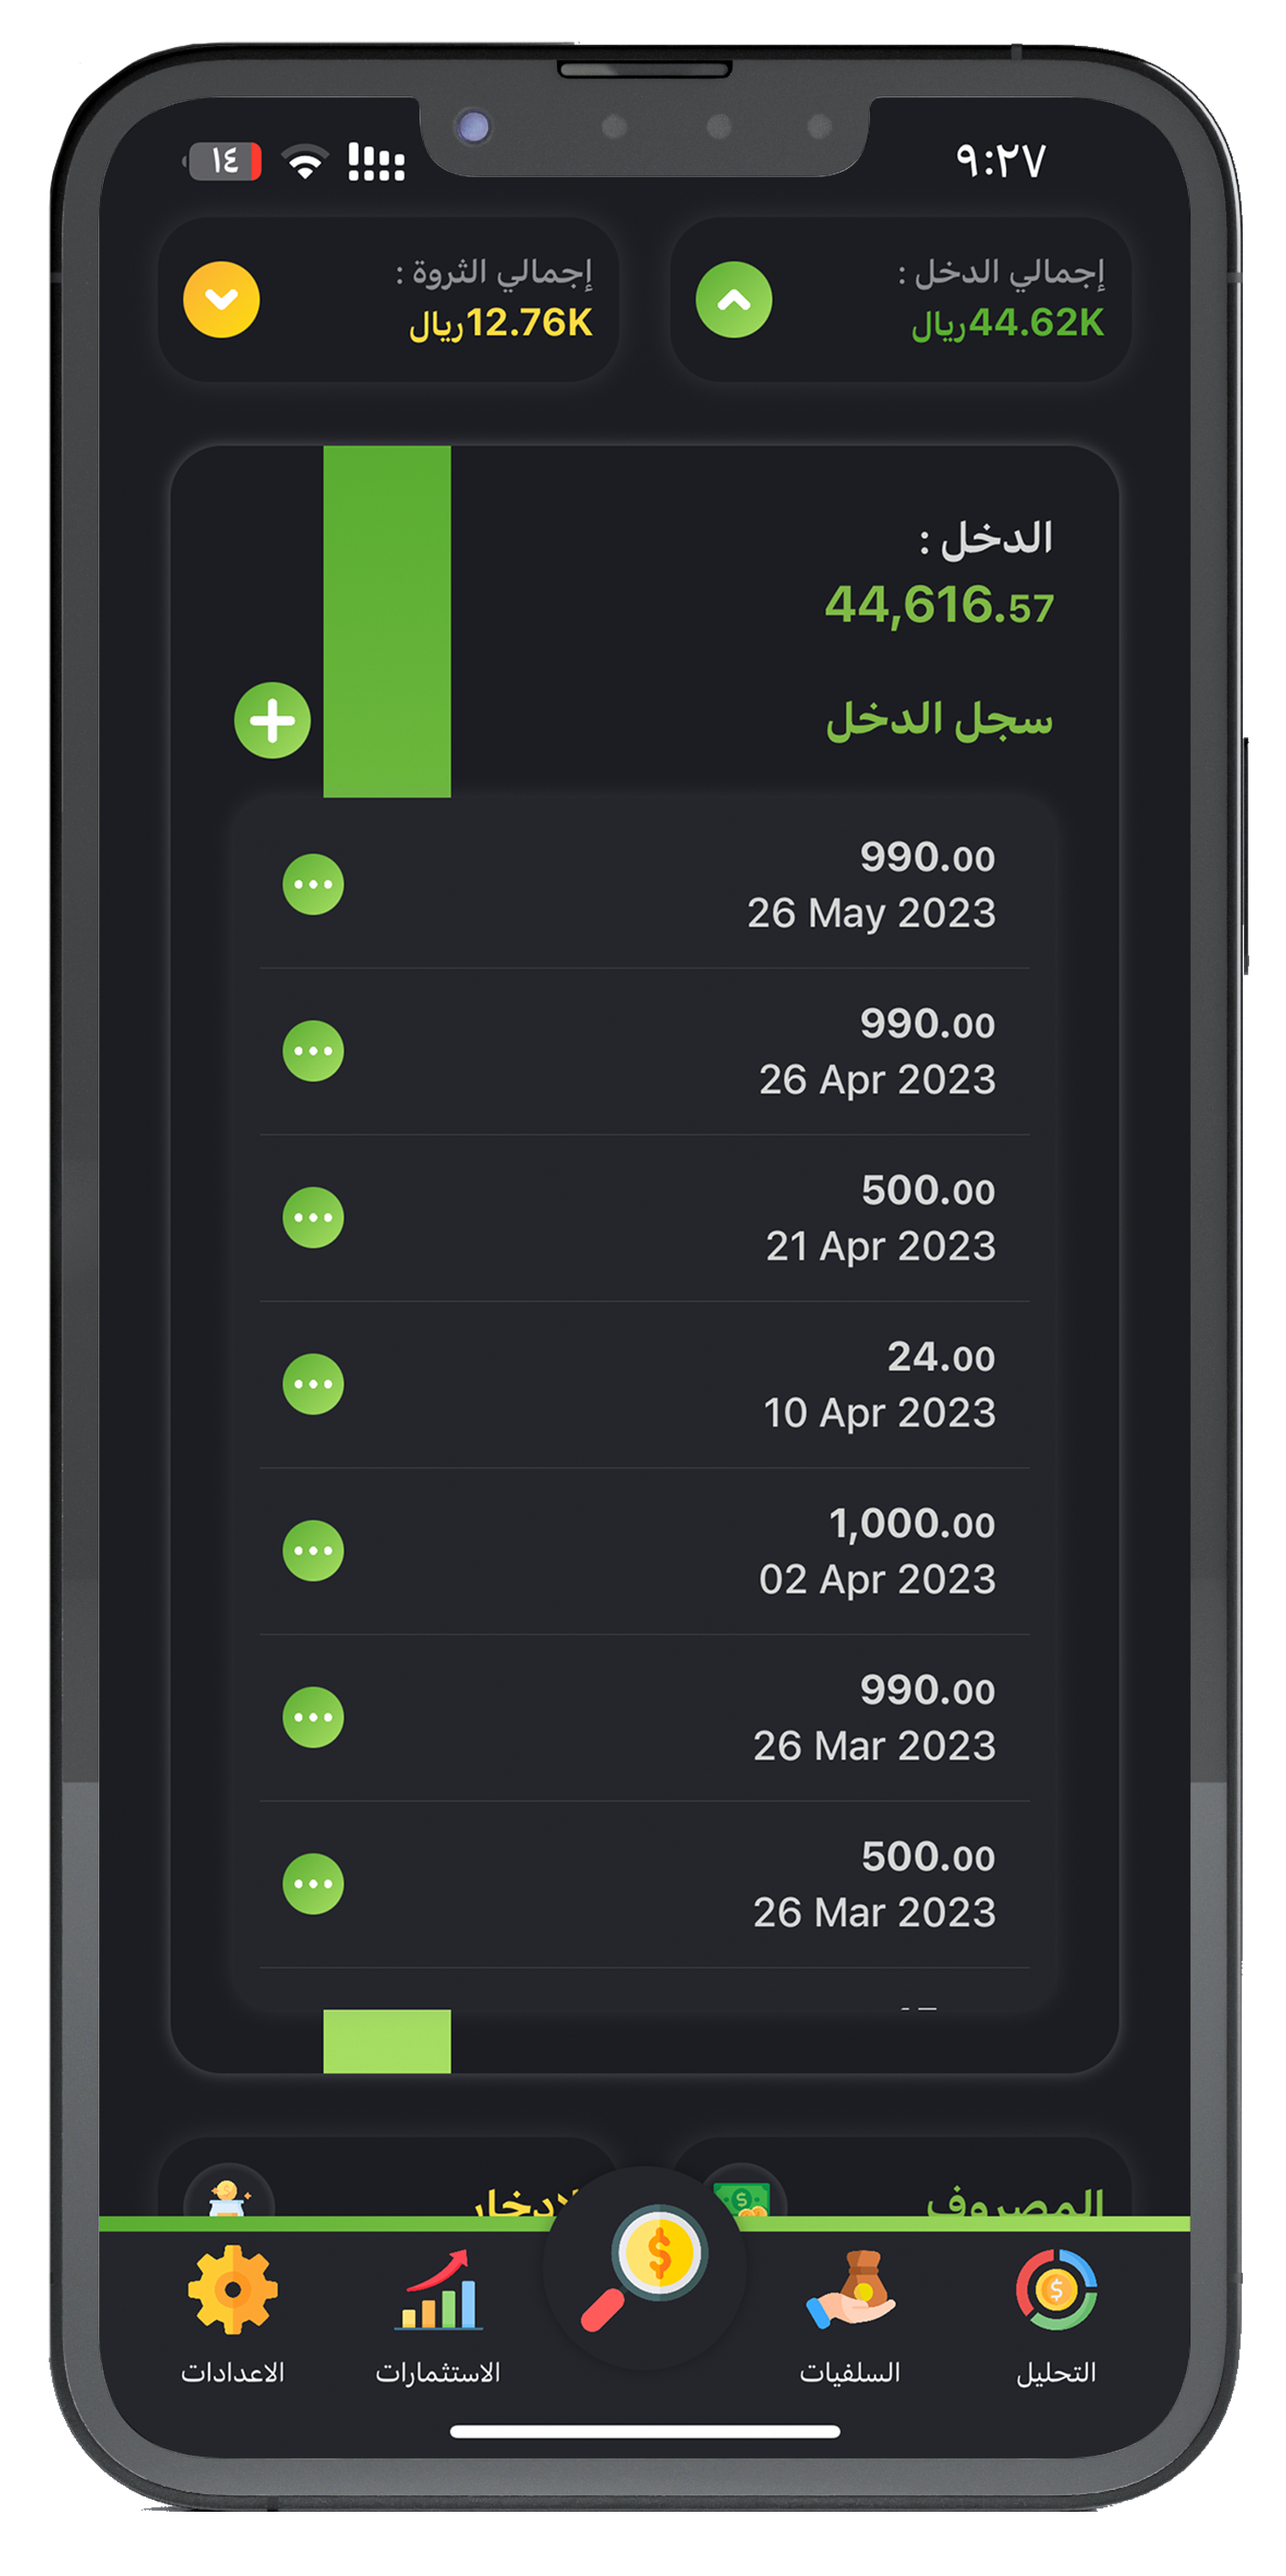 ٩:٢٧
١٤
إجمالي الدخل :
44.62Kريال
إجمالي الثروة :
12.76Kريال
الدخل :
44,616.57
سجل الدخل
990.00
26 May 2023
990.00
26 Apr 2023
500.00
21 Apr 2023
24.00
10 Apr 2023
1,000.00
02 Apr 2023
990.00
26 Mar 2023
500.00
26 Mar 2023
المصروف
الادخار
التحليل
السلفيات
الاستثمارات
الاعدادات